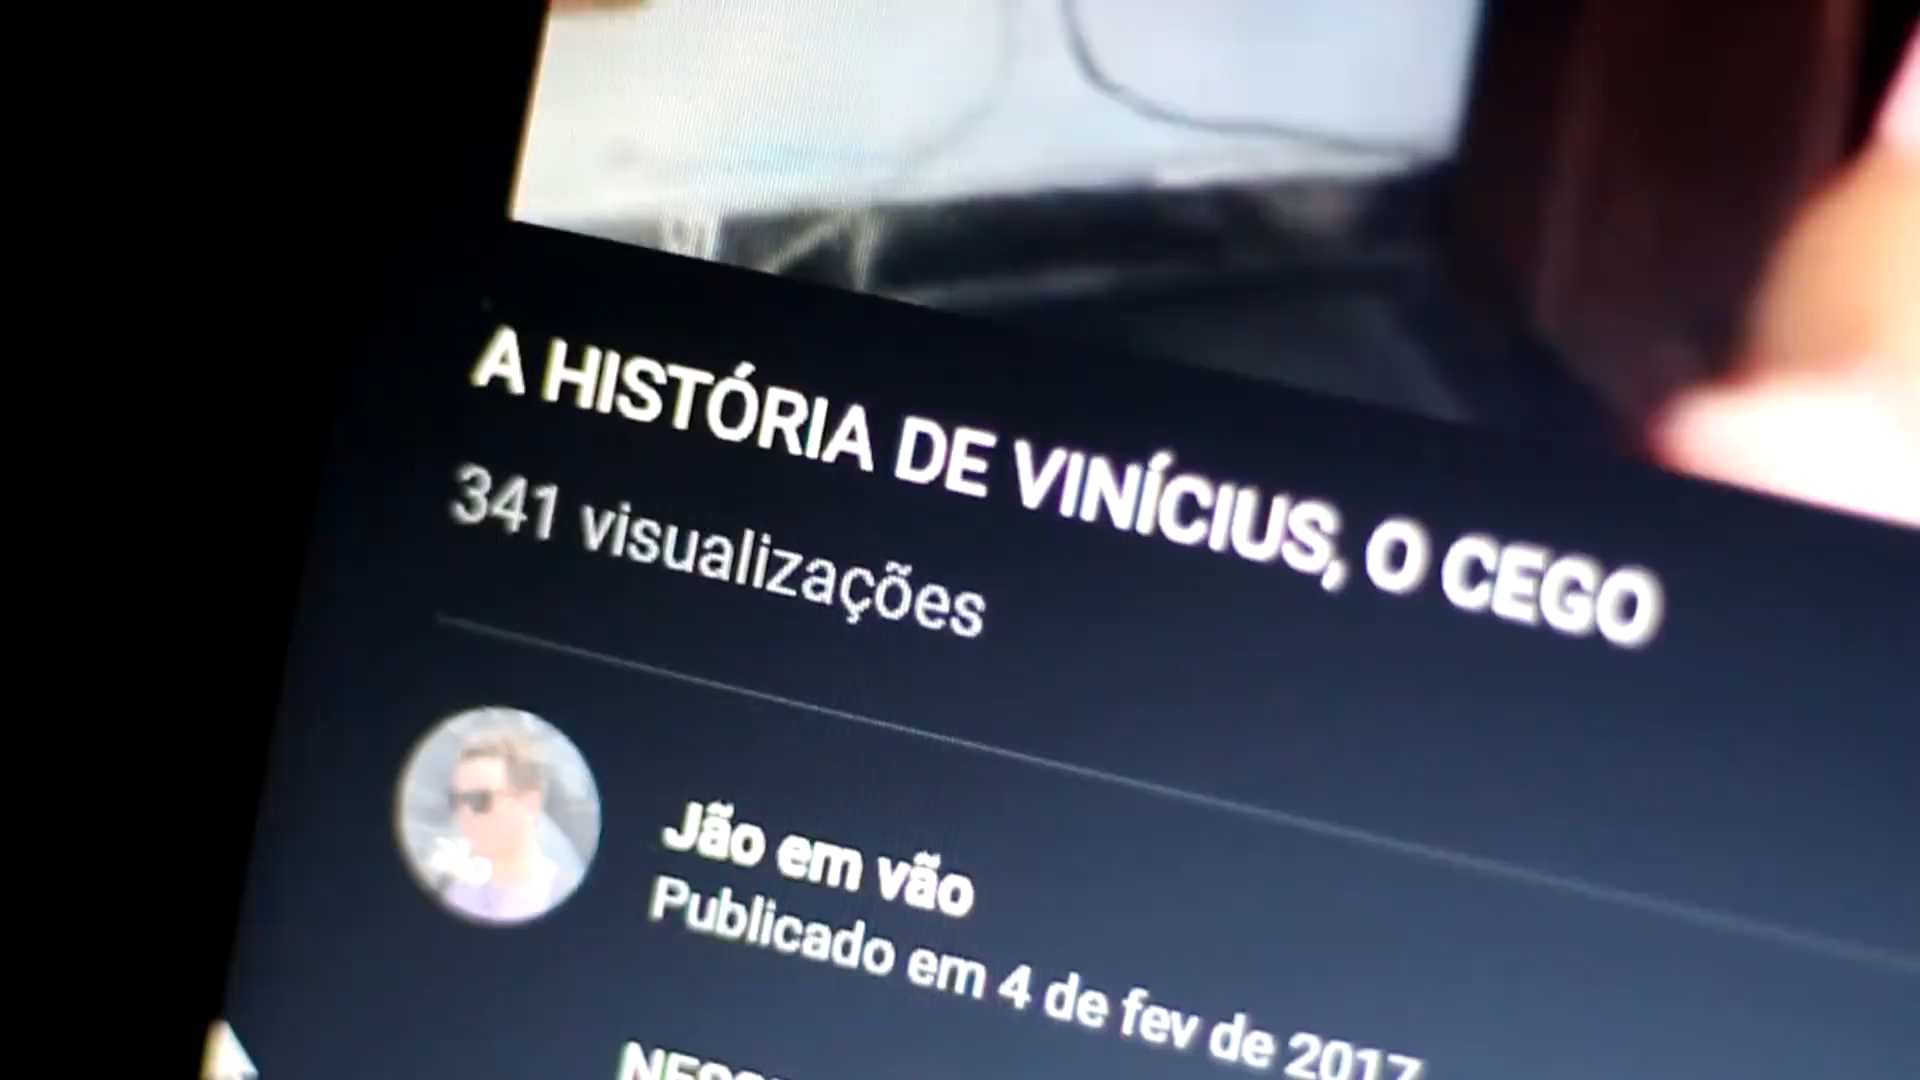 A HISTÓRIA DE VINÍCIUS, O CEGO
341 visualizações
Jão em vão
Publicado em 4 de fev de 2017